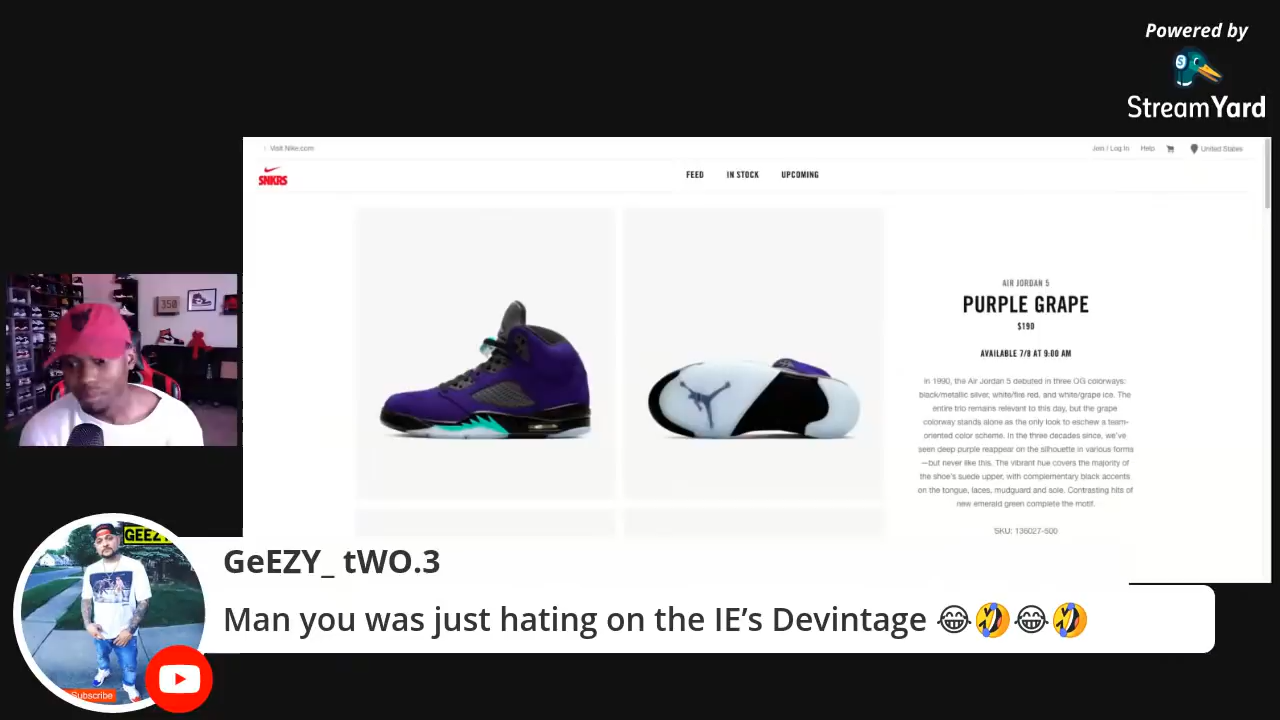 Powered by
StreamYard
Visit Nike.com
Join / Log In Help United States
SNKRS
FEED IN STOCK UPCOMING
AIR JORDAN 5
PURPLE GRAPE
$190
AVAILABLE 7/8 AT 9:00 AM
In 1990, the Air Jordan 5 debuted in three OG colorways:
black/metallic silver, white/fire red, and white/grape ice. The
entire trio remains relevant to this day, but the grape
colorway stands alone as the only look to eschew a team-
oriented color scheme. In the three decades since, we've
seen deep purple reappear on the silhouette in various forms
—but never like this. The vibrant hue covers the majority of
the shoe's suede upper, with complementary black accents
on the tongue, laces, mudguard and sole. Contrasting hits of
new emerald green complete the motif.
SKU: 136027-500
350
GeEZY_ tWO.3
Man you was just hating on the IE’s Devintage 😂🤣😂🤣
Subscribe